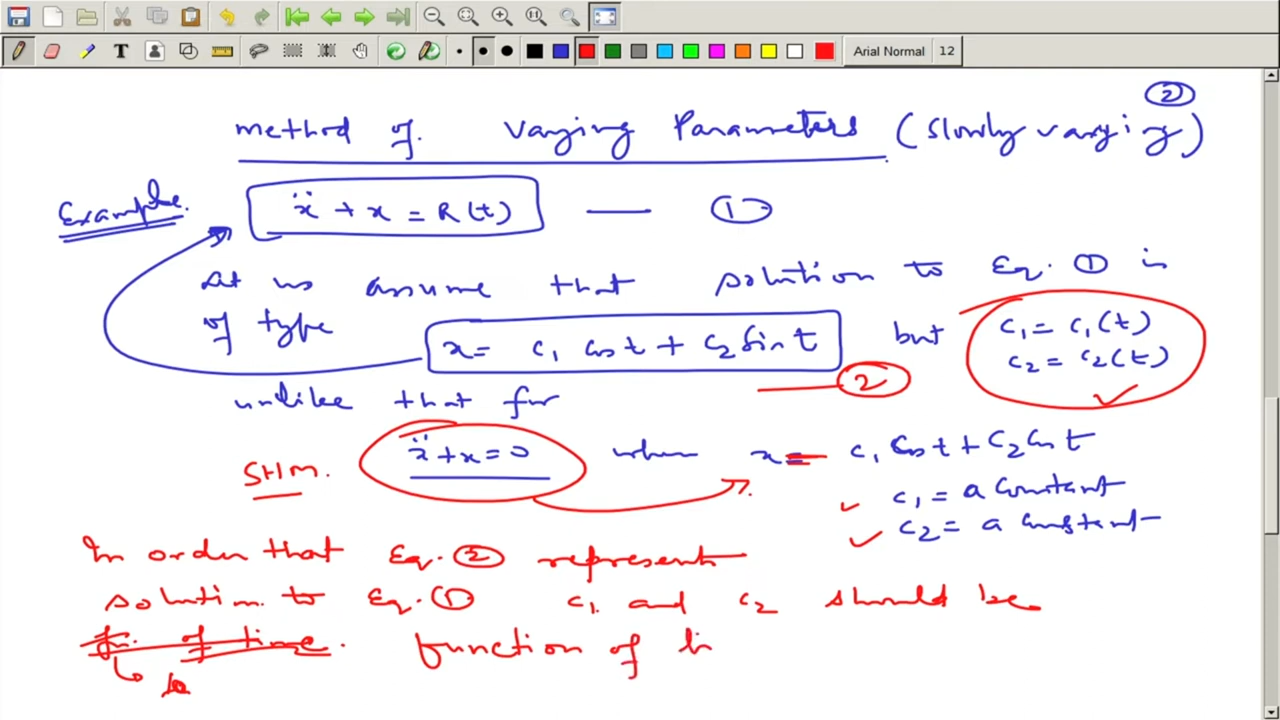 Arial Normal 12
②
method of. varying Parameters (slowly varying)
Example. ẍ + x = R(t) — ①
Let us assume that solution to Eq. ① is
of type x = c₁ cos t + c₂ sin t but c₁ = c₁(t)
c₂ = c₂(t)
②
unlike that for
SHM. ẍ + x = 0 when x = c₁ cos t + c₂ cos t
c₁ = a constant
c₂ = a constant
In order that Eq. ② represent
solution to Eq. ① c₁ and c₂ should be
fn. of time. function of ti